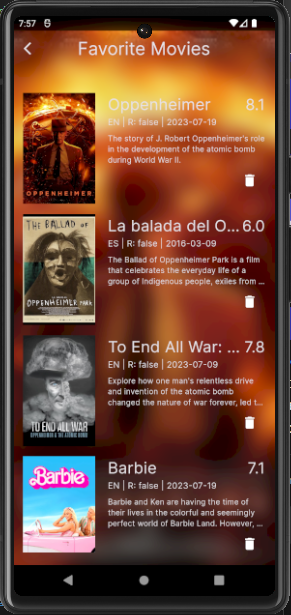 7:57
Favorite Movies
OPPENHEIMER
Oppenheimer 8.1
EN | R: false | 2023-07-19
The story of J. Robert Oppenheimer's role
in the development of the atomic bomb
during World War II.
THE BALLAD OF
OPPENHEIMER PARK
La balada del O... 6.0
ES | R: false | 2016-03-09
The Ballad of Oppenheimer Park is a film
that celebrates the everyday life of a
group of Indigenous people, exiles from ...
TO END ALL WAR
OPPENHEIMER & THE ATOMIC BOMB
To End All War: ... 7.8
EN | R: false | 2023-07-09
Explore how one man's relentless drive
and invention of the atomic bomb
changed the nature of war forever, led t...
Barbie
Barbie 7.1
EN | R: false | 2023-07-19
Barbie and Ken are having the time of
their lives in the colorful and seemingly
perfect world of Barbie Land. However, ...